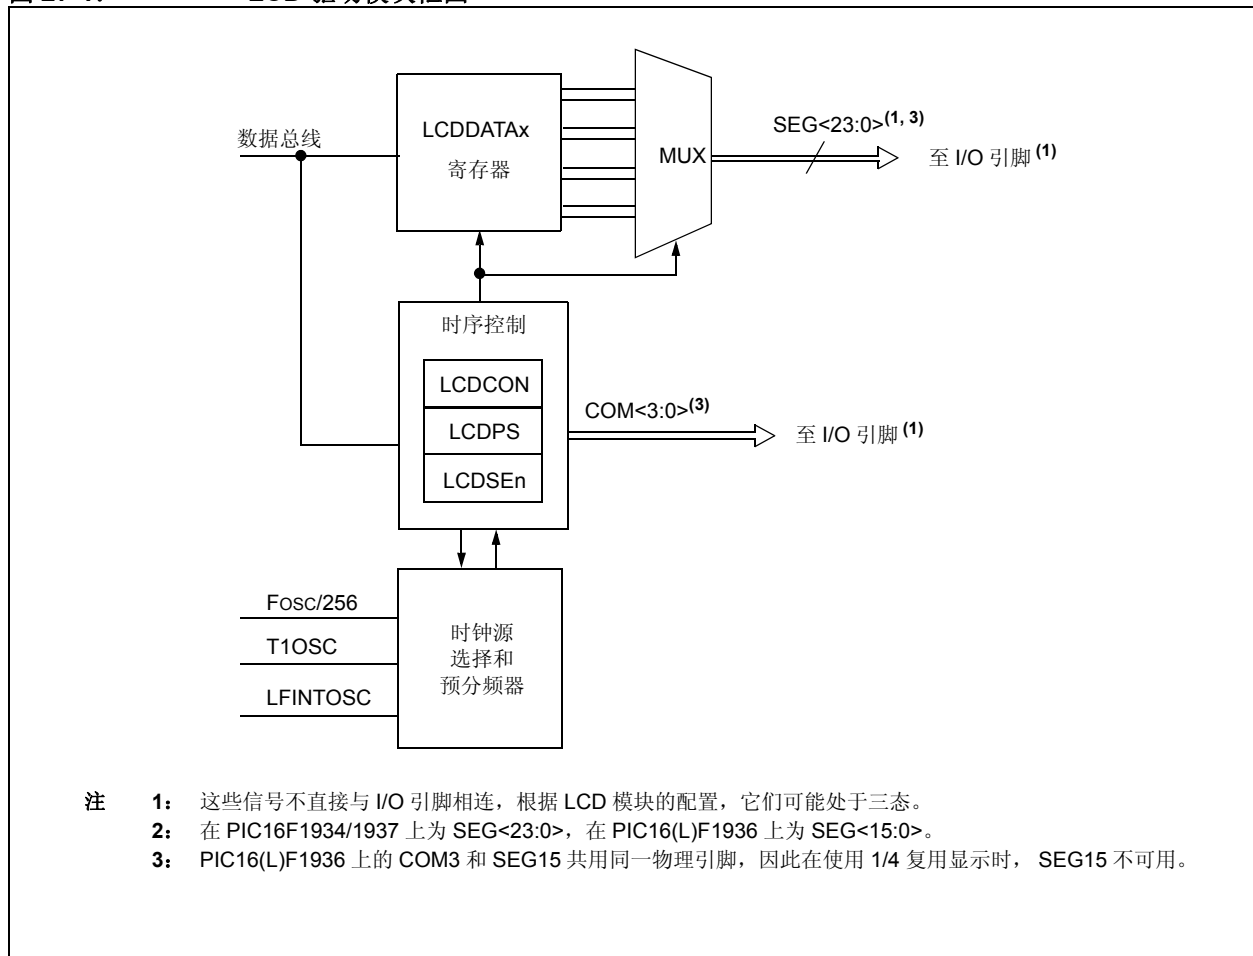 数据总线
LCDDATAx
寄存器
MUX
SEG<23:0>(1, 3)
至 I/O 引脚(1)
时序控制
LCDCON
LCDPS
LCDSEn
COM<3:0>(3)
至 I/O 引脚(1)
Fosc/256
T1OSC
LFINTOSC
时钟源
选择和
预分频器
注 1： 这些信号不直接与 I/O 引脚相连，根据 LCD 模块的配置，它们可能处于三态。
2： 在 PIC16F1934/1937 上为 SEG<23:0>，在 PIC16(L)F1936 上为 SEG<15:0>。
3： PIC16(L)F1936 上的 COM3 和 SEG15 共用同一物理引脚，因此在使用 1/4 复用显示时， SEG15 不可用。